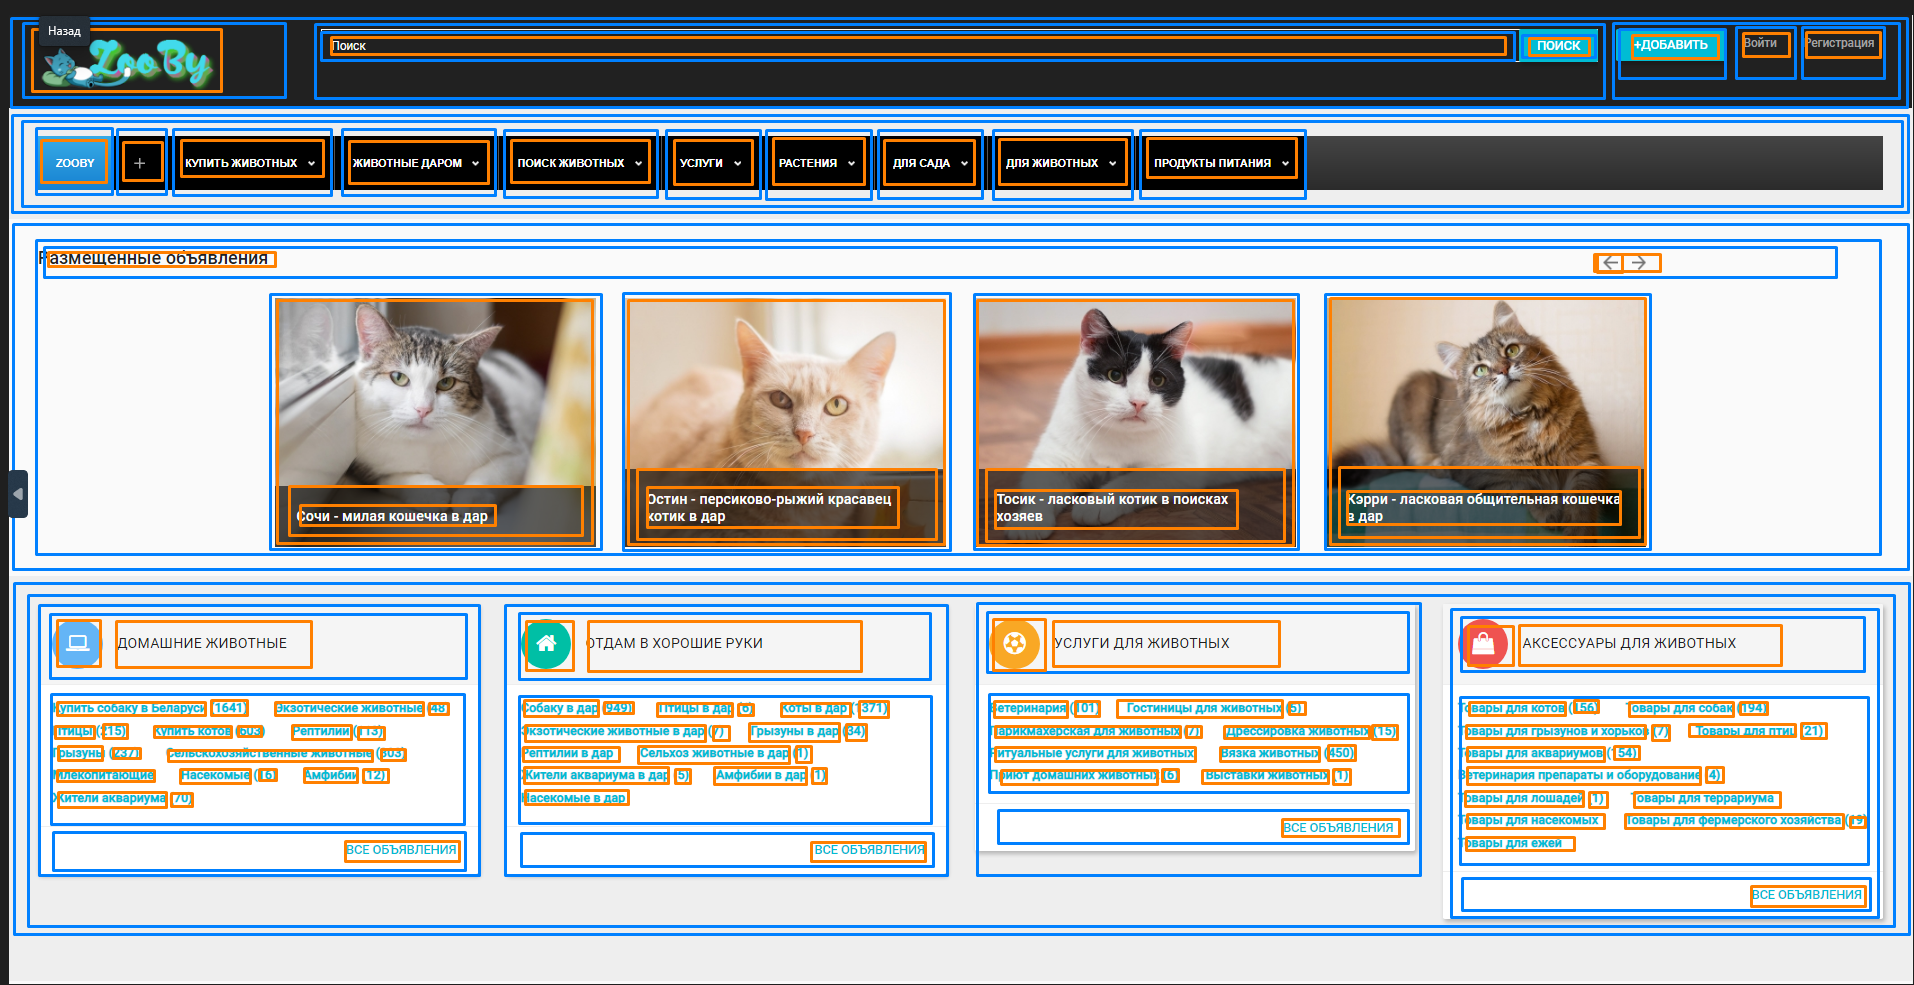 Назад
ZooBy
Поиск
ПОИСК
+ДОБАВИТЬ
Войти
Регистрация
ZOOBY
КУПИТЬ ЖИВОТНЫХ
ЖИВОТНЫЕ ДАРОМ
ПОИСК ЖИВОТНЫХ
УСЛУГИ
РАСТЕНИЯ
ДЛЯ САДА
ДЛЯ ЖИВОТНЫХ
ПРОДУКТЫ ПИТАНИЯ
Размещенные объявления
Сочи - милая кошечка в дар
Остин - персиково-рыжий красавец
котик в дар
Тосик - ласковый котик в поисках
хозяев
Кэрри - ласковая общительная кошечка
в дар
ДОМАШНИЕ ЖИВОТНЫЕ
Купить собаку в Беларуси (1641) Экзотические животные (48)
Птицы (215) Купить котов (603) Рептилии (113)
Грызуны (237) Сельскохозяйственные животные (303)
Млекопитающие Насекомые (16) Амфибии (12)
Жители аквариума (70)
ВСЕ ОБЪЯВЛЕНИЯ
ОТДАМ В ХОРОШИЕ РУКИ
Собаку в дар (949) Птицы в дар (6) Коты в дар (1371)
Экзотические животные в дар (7) Грызуны в дар (34)
Рептилии в дар Сельхоз животные в дар (1)
Жители аквариума в дар (5) Амфибии в дар (1)
Насекомые в дар
ВСЕ ОБЪЯВЛЕНИЯ
УСЛУГИ ДЛЯ ЖИВОТНЫХ
Ветеринария (101) Гостиницы для животных (5)
Парикмахерская для животных (7) Дрессировка животных (15)
Ритуальные услуги для животных Вязка животных (450)
Приют домашних животных (6) Выставки животных (1)
ВСЕ ОБЪЯВЛЕНИЯ
АКСЕССУАРЫ ДЛЯ ЖИВОТНЫХ
Товары для котов (156) Товары для собак (194)
Товары для грызунов и хорьков (7) Товары для птиц (21)
Товары для аквариумов (154)
Ветеринария препараты и оборудование (4)
Товары для лошадей (1) Товары для террариума
Товары для насекомых Товары для фермерского хозяйства (19)
Товары для ежей
ВСЕ ОБЪЯВЛЕНИЯ